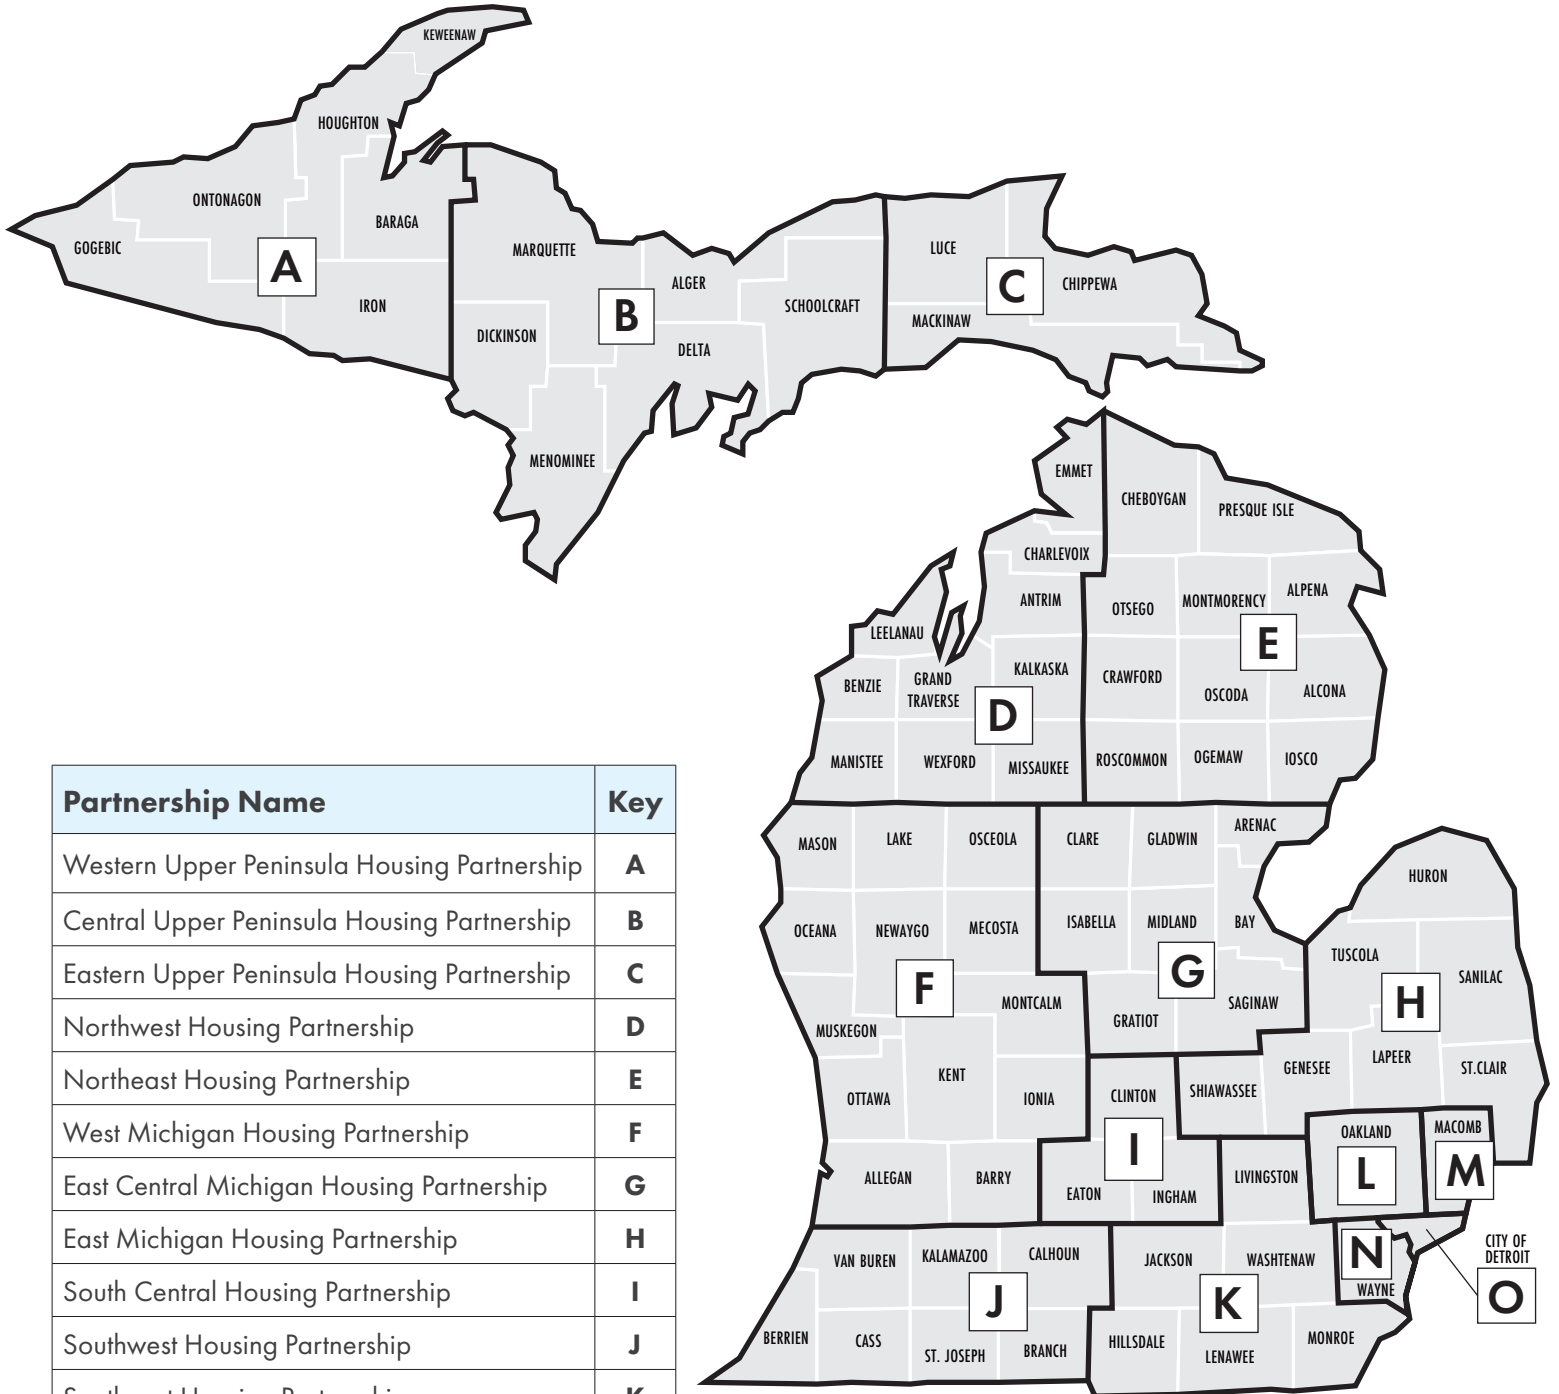 KEWEENAW
HOUGHTON
ONTONAGON
BARAGA
GOGEBIC
A
IRON
MARQUETTE
ALGER
B
SCHOOLCRAFT
DICKINSON
DELTA
MENOMINEE
LUCE
C
CHIPPEWA
MACKINAW
EMMET
CHEBOYGAN
PRESQUE ISLE
CHARLEVOIX
ANTRIM
OTSEGO
MONTMORENCY
ALPENA
LEELANAU
E
KALKASKA
BENZIE
GRAND
TRAVERSE
CRAWFORD
OSCODA
ALCONA
D
MANISTEE
WEXFORD
MISSAUKEE
ROSCOMMON
OGEMAW
IOSCO
MASON
LAKE
OSCEOLA
CLARE
GLADWIN
ARENAC
HURON
OCEANA
NEWAYGO
MECOSTA
ISABELLA
MIDLAND
BAY
TUSCOLA
SANILAC
F
G
H
MONTCALM
SAGINAW
MUSKEGON
GRATIOT
KENT
GENESEE
LAPEER
ST.CLAIR
OTTAWA
IONIA
CLINTON
SHIAWASSEE
I
OAKLAND
MACOMB
L
M
ALLEGAN
BARRY
EATON
INGHAM
LIVINGSTON
VAN BUREN
KALAMAZOO
CALHOUN
JACKSON
WASHTENAW
N
WAYNE
CITY OF
DETROIT
O
J
K
BERRIEN
CASS
ST. JOSEPH
BRANCH
HILLSDALE
LENAWEE
MONROE
Partnership Name Key
Western Upper Peninsula Housing Partnership A
Central Upper Peninsula Housing Partnership B
Eastern Upper Peninsula Housing Partnership C
Northwest Housing Partnership D
Northeast Housing Partnership E
West Michigan Housing Partnership F
East Central Michigan Housing Partnership G
East Michigan Housing Partnership H
South Central Housing Partnership I
Southwest Housing Partnership J